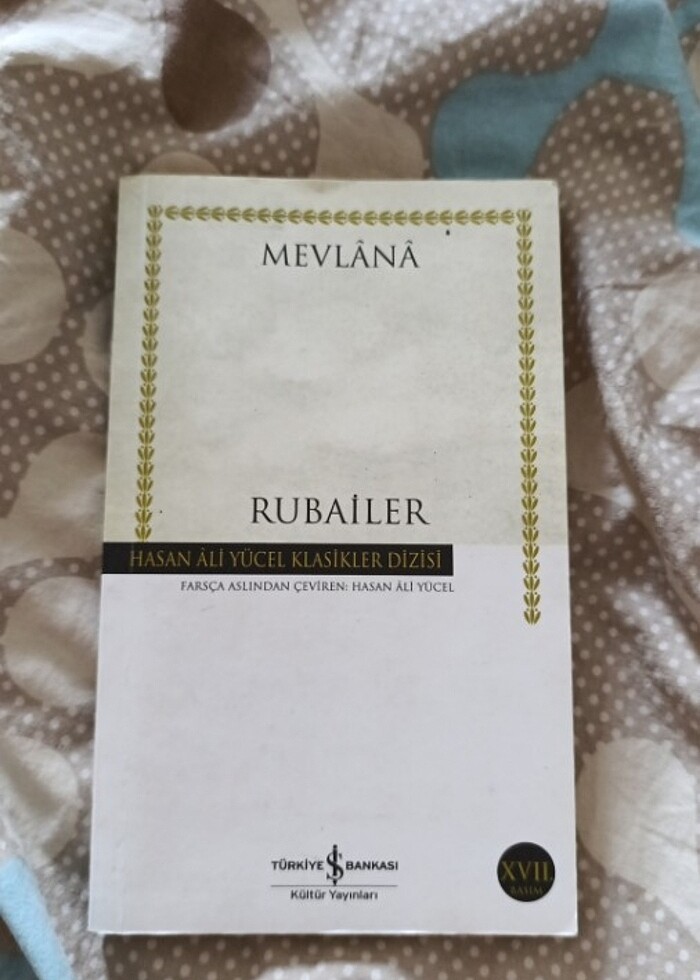 MEVLÂNÂ
RUBAİLER
HASAN ÂLİ YÜCEL KLASİKLER DİZİSİ
FARSÇA ASLINDAN ÇEVİREN: HASAN ÂLİ YÜCEL
TÜRKİYE İŞ BANKASI
Kültür Yayınları
XVII.
BASIM